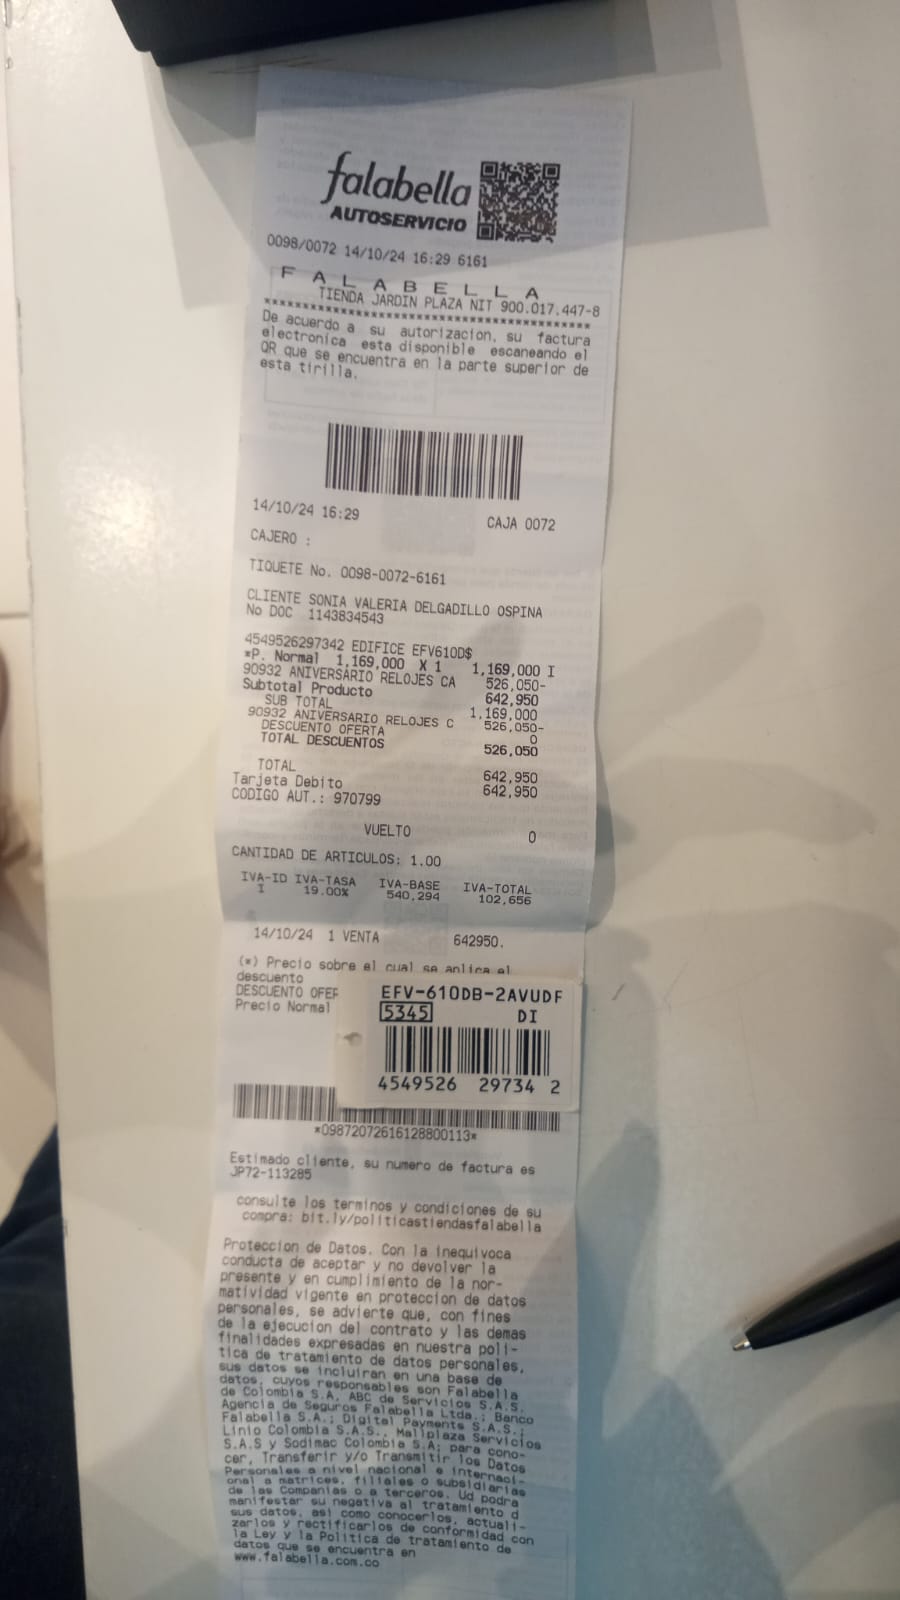 falabella
AUTOSERVICIO
0098/0072 14/10/24 16:29 6161
F A L A B E L L A
TIENDA JARDIN PLAZA NIT 900.017.447-8
****************************************
De acuerdo a su autorizacion, su factura
electronica esta disponible escaneando el
QR que se encuentra en la parte superior de
esta tirilla.
14/10/24 16:29 CAJA 0072
CAJERO :
TIQUETE No. 0098-0072-6161
CLIENTE SONIA VALERIA DELGADILLO OSPINA
No DOC 1143834543
4549526297342 EDIFICE EFV610D$
*P. Normal 1,169,000 X 1 1,169,000 I
90932 ANIVERSARIO RELOJES CA 526,050-
Subtotal Producto 642,950
SUB TOTAL 1,169,000
90932 ANIVERSARIO RELOJES C 526,050-
DESCUENTO OFERTA 0
TOTAL DESCUENTOS 526,050
TOTAL 642,950
Tarjeta Debito 642,950
CODIGO AUT.: 970799
VUELTO 0
CANTIDAD DE ARTICULOS: 1.00
IVA-ID IVA-TASA IVA-BASE IVA-TOTAL
I 19.00% 540,294 102,656
14/10/24 1 VENTA 642950.
(*) Precio sobre el cual se aplica el
descuento
DESCUENTO OFER
Precio Normal
EFV-610DB-2AVUDF
5345 DI
4549526 29734 2
*09872072616128800113*
Estimado cliente, su numero de factura es
JP72-113285
consulte los terminos y condiciones de su
compra: bit.ly/politicastiendasfalabella
Proteccion de Datos. Con la inequivoca
conducta de aceptar y no devolver la
presente y en cumplimiento de la nor-
matividad vigente en proteccion de datos
personales, se advierte que, con fines
de la ejecucion del contrato y las demas
finalidades expresadas en nuestra poli-
tica de tratamiento de datos personales,
sus datos se incluiran en una base de
datos, cuyos responsables son Falabella
de Colombia S.A, ABC de Servicios S.A.S.
Agencia de Seguros Falabella Ltda.; Banco
Falabella S.A.; Digital Payments S.A.S.;
Linio Colombia S.A.S., Mallplaza Servicios
S.A.S y Sodimac Colombia S.A; para cono-
cer, Transferir y/o Transmitir los Datos
Personales a nivel nacional e internaci-
onal a matrices, filiales o subsidiarias
de las Companias o a terceros. Ud podra
manifestar su negativa al tratamiento d
sus datos, asi como conocerlos, actuali-
zarlos y rectificarlos de conformidad con
la Ley y la Politica de tratamiento de
datos que se encuentra en
www.falabella.com.co